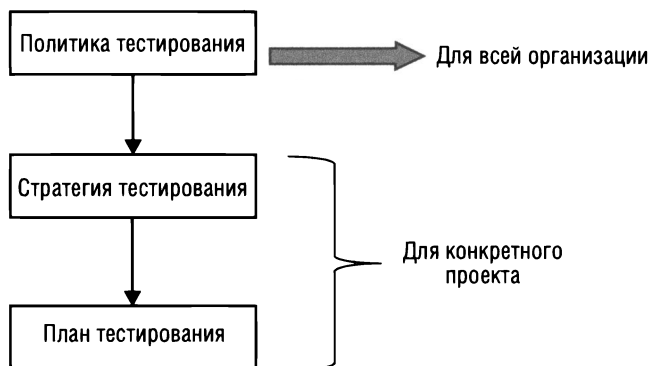 Политика тестирования
Для всей организации
Стратегия тестирования
Для конкретного
проекта
План тестирования